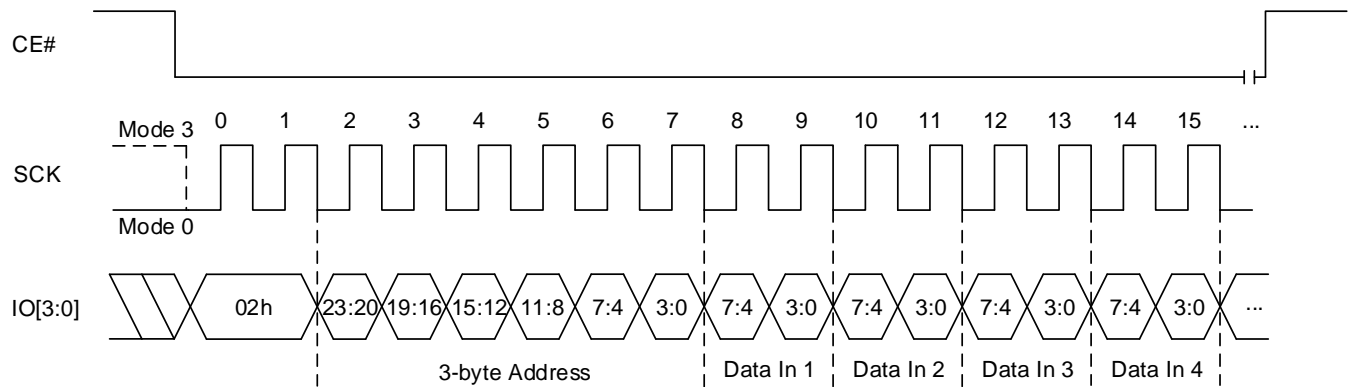 CE#
Mode 3 0 1 2 3 4 5 6 7 8 9 10 11 12 13 14 15 ...
SCK
Mode 0
IO[3:0] 02h 23:20 19:16 15:12 11:8 7:4 3:0 7:4 3:0 7:4 3:0 7:4 3:0 7:4 3:0 ...
3-byte Address Data In 1 Data In 2 Data In 3 Data In 4